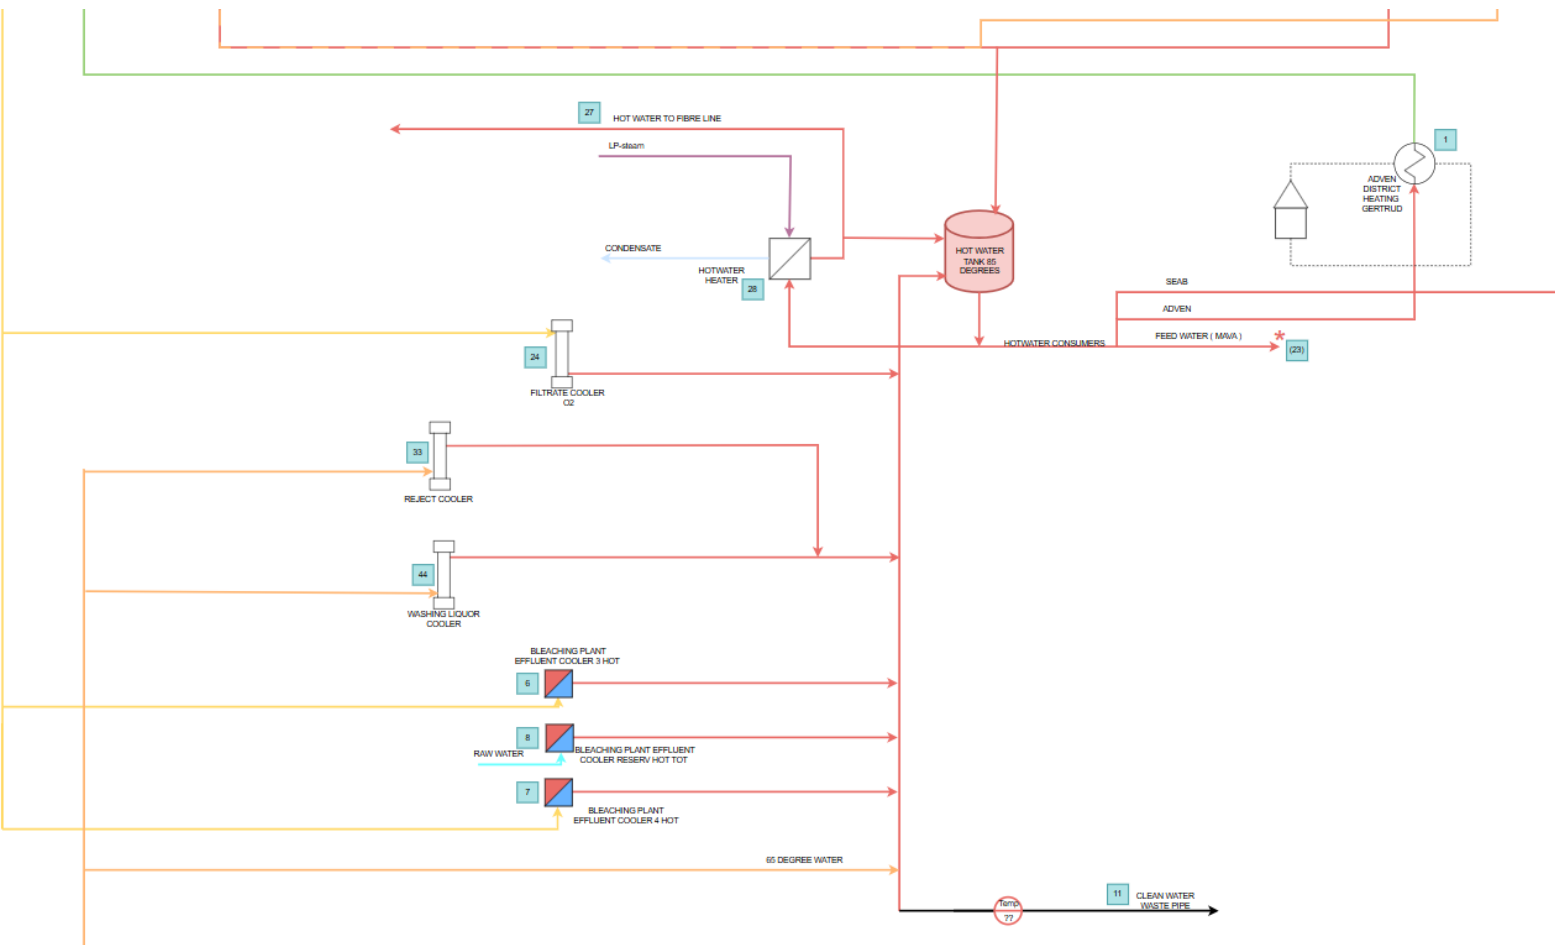 27
HOT WATER TO FIBRE LINE
LP-steam
1
ADVEN
DISTRICT
HEATING
GERTRUD
CONDENSATE
HOTWATER
HEATER
28
HOT WATER
TANK 85
DEGREES
SEAB
ADVEN
FEED WATER ( MAVA )
*
(23)
HOTWATER CONSUMERS
24
FILTRATE COOLER
O2
33
REJECT COOLER
44
WASHING LIQUOR
COOLER
BLEACHING PLANT
EFFLUENT COOLER 3 HOT
6
8
RAW WATER
BLEACHING PLANT EFFLUENT
COOLER RESERV HOT TOT
7
BLEACHING PLANT
EFFLUENT COOLER 4 HOT
65 DEGREE WATER
11
CLEAN WATER
WASTE PIPE
Temp
??